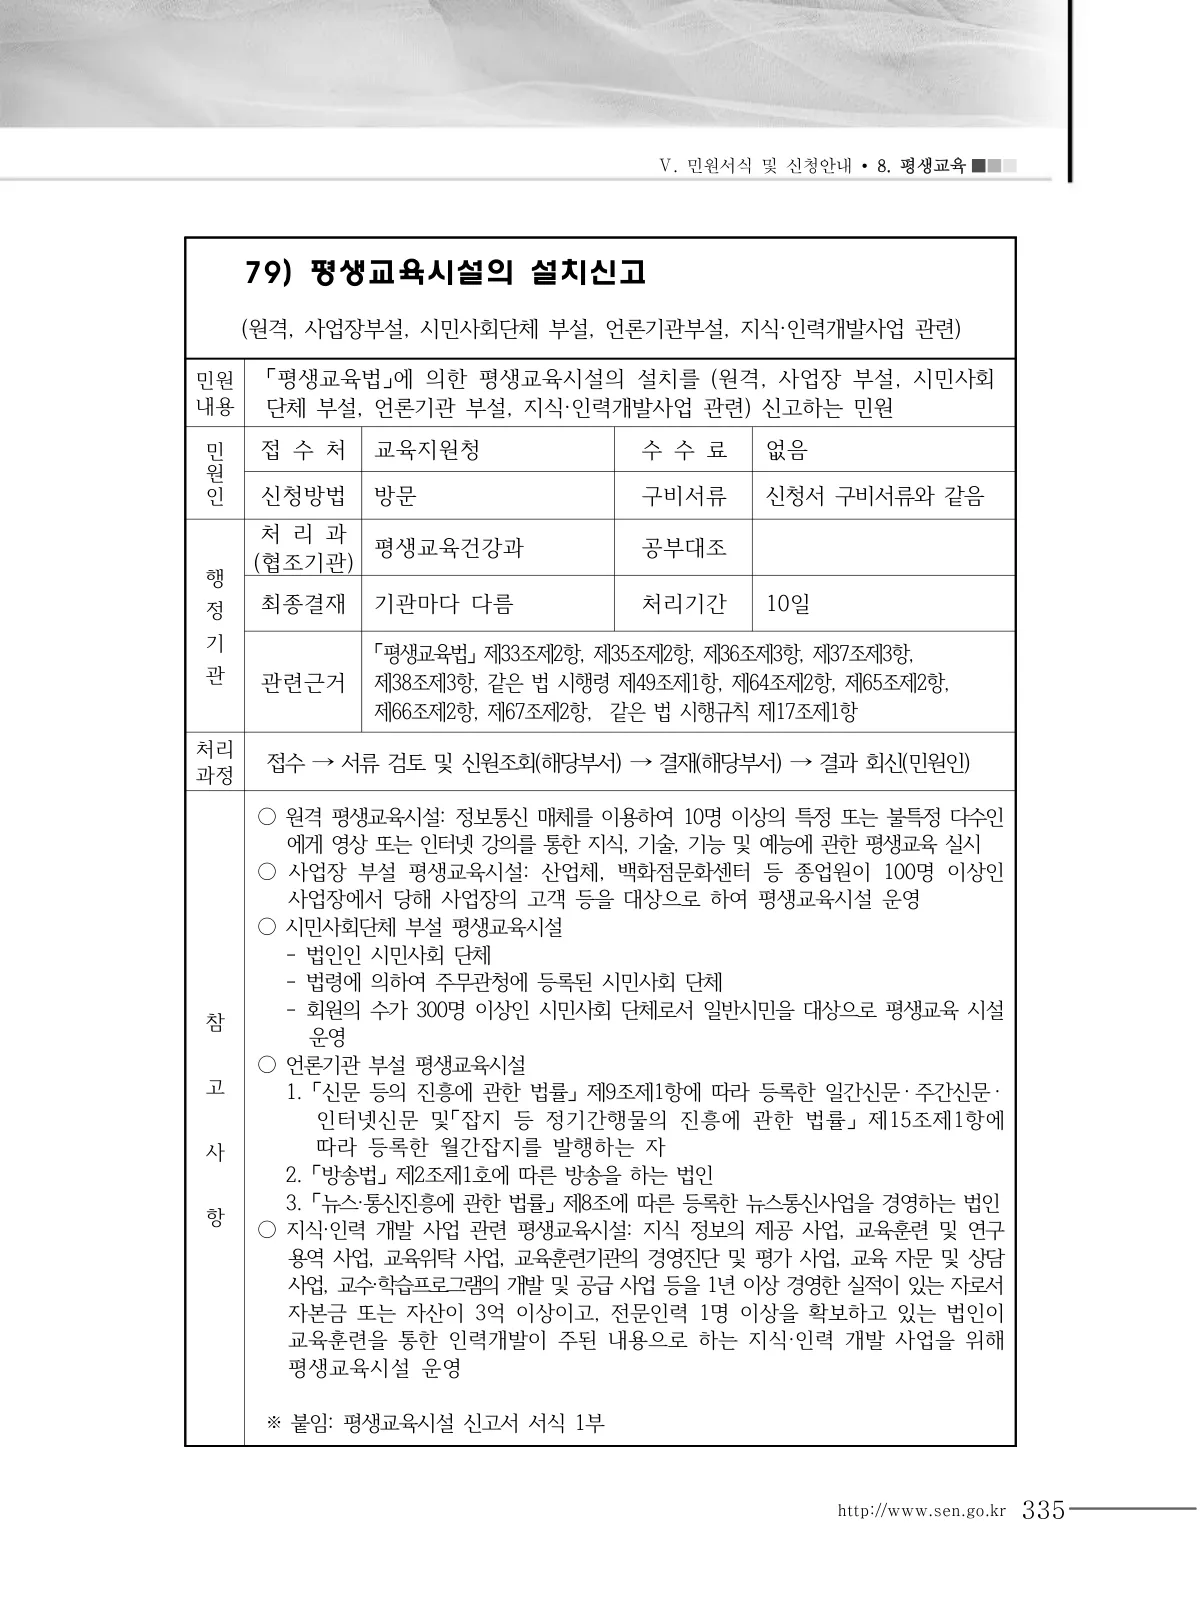 Ⅴ. 민원서식 및 신청안내 • 8. 평생교육
79) 평생교육시설의 설치신고
(원격, 사업장부설, 시민사회단체 부설, 언론기관부설, 지식·인력개발사업 관련)
민원
내용
「평생교육법」에 의한 평생교육시설의 설치를 (원격, 사업장 부설, 시민사회
단체 부설, 언론기관 부설, 지식·인력개발사업 관련) 신고하는 민원
민
원
인
접 수 처 교육지원청 수 수 료 없음
신청방법 방문 구비서류 신청서 구비서류와 같음
행
정
기
관
처 리 과
(협조기관)
평생교육건강과 공부대조
최종결재 기관마다 다름 처리기간 10일
관련근거
「평생교육법」 제33조제2항, 제35조제2항, 제36조제3항, 제37조제3항,
제38조제3항, 같은 법 시행령 제49조제1항, 제64조제2항, 제65조제2항,
제66조제2항, 제67조제2항, 같은 법 시행규칙 제17조제1항
처리
과정
접수 → 서류 검토 및 신원조회(해당부서) → 결재(해당부서) → 결과 회신(민원인)
참
고
사
항
○ 원격 평생교육시설: 정보통신 매체를 이용하여 10명 이상의 특정 또는 불특정 다수인
에게 영상 또는 인터넷 강의를 통한 지식, 기술, 기능 및 예능에 관한 평생교육 실시
○ 사업장 부설 평생교육시설: 산업체, 백화점문화센터 등 종업원이 100명 이상인
사업장에서 당해 사업장의 고객 등을 대상으로 하여 평생교육시설 운영
○ 시민사회단체 부설 평생교육시설
- 법인인 시민사회 단체
- 법령에 의하여 주무관청에 등록된 시민사회 단체
- 회원의 수가 300명 이상인 시민사회 단체로서 일반시민을 대상으로 평생교육 시설
운영
○ 언론기관 부설 평생교육시설
1. 「신문 등의 진흥에 관한 법률」 제9조제1항에 따라 등록한 일간신문·주간신문·
인터넷신문 및「잡지 등 정기간행물의 진흥에 관한 법률」 제15조제1항에
따라 등록한 월간잡지를 발행하는 자
2. 「방송법」 제2조제1호에 따른 방송을 하는 법인
3. 「뉴스·통신진흥에 관한 법률」 제8조에 따른 등록한 뉴스통신사업을 경영하는 법인
○ 지식·인력 개발 사업 관련 평생교육시설: 지식 정보의 제공 사업, 교육훈련 및 연구
용역 사업, 교육위탁 사업, 교육훈련기관의 경영진단 및 평가 사업, 교육 자문 및 상담
사업, 교수·학습프로그램의 개발 및 공급 사업 등을 1년 이상 경영한 실적이 있는 자로서
자본금 또는 자산이 3억 이상이고, 전문인력 1명 이상을 확보하고 있는 법인이
교육훈련을 통한 인력개발이 주된 내용으로 하는 지식·인력 개발 사업을 위해
평생교육시설 운영
※ 붙임: 평생교육시설 신고서 서식 1부
http://www.sen.go.kr 335